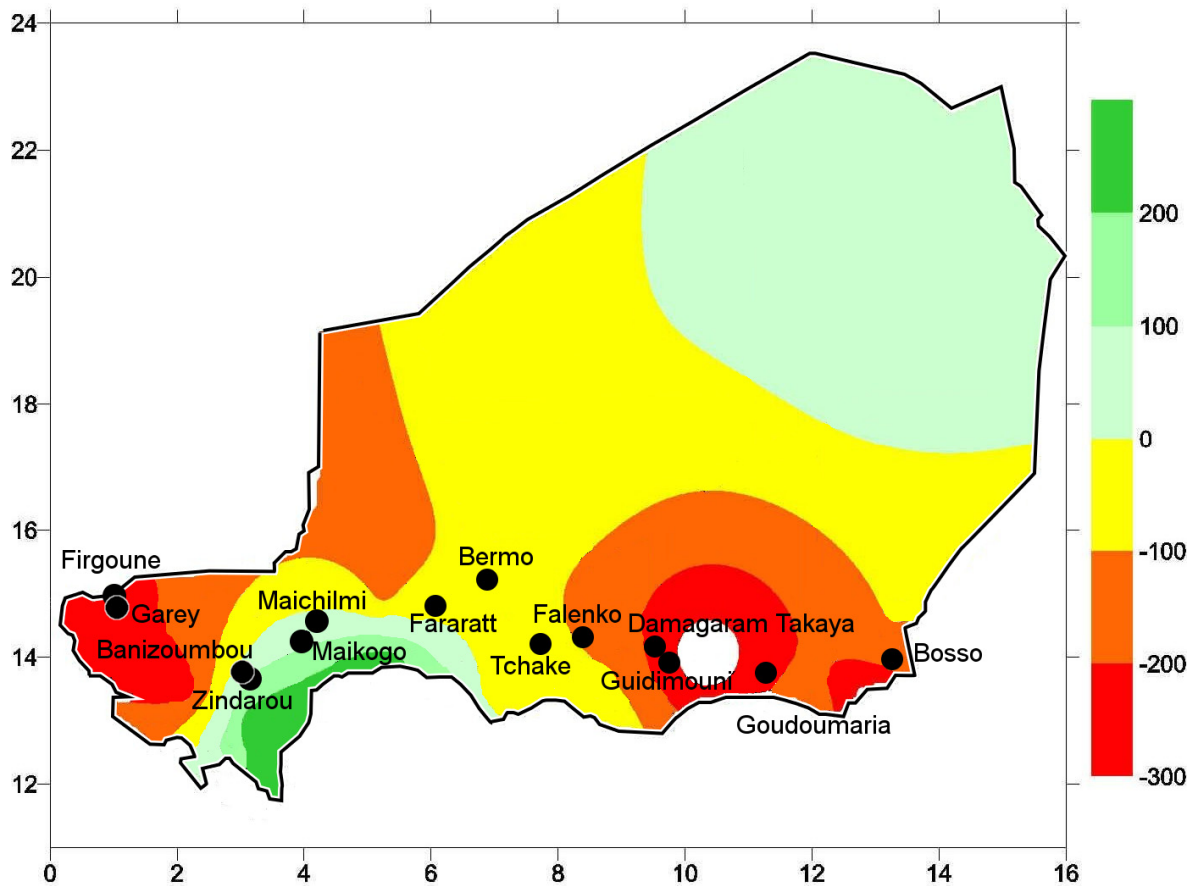 24
22
20
18
16
14
12
0
2
4
6
8
10
12
14
16
200
100
0
-100
-200
-300
Firgoune
Garey
Banizoumbou
Zindarou
Maichilmi
Maikogo
Fararatt
Bermo
Tchake
Falenko
Damagaram Takaya
Guidimouni
Goudoumaria
Bosso